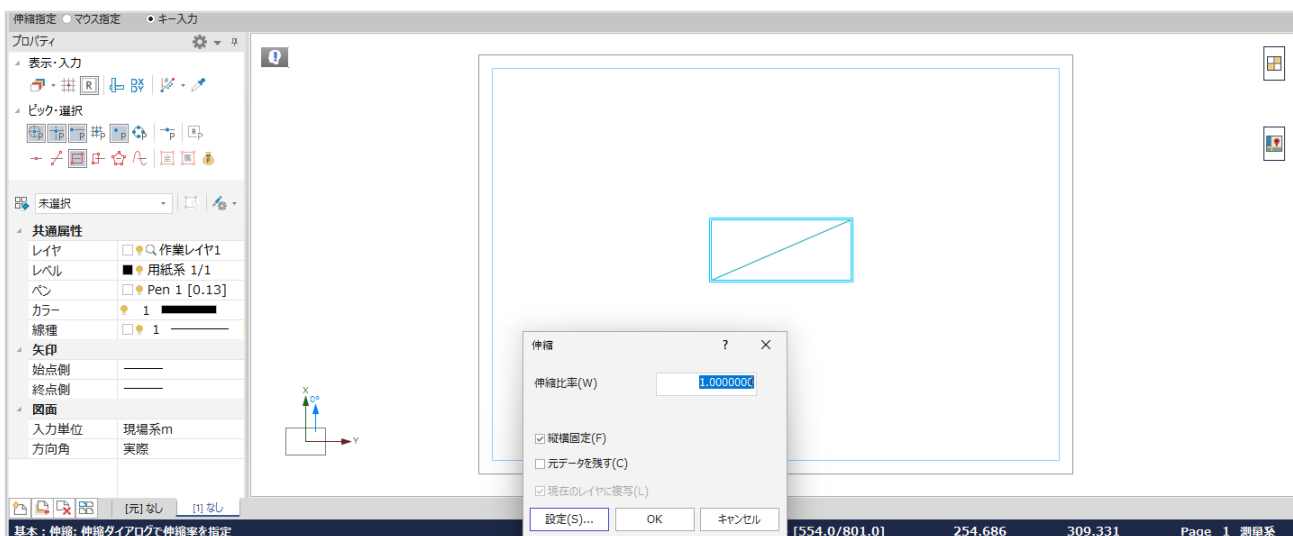 伸縮指定 マウス指定 キー入力
プロパティ
表示・入力
R DX DY
ピック・選択
P P P P P P P R P
P
未選択
共通属性
レイヤ 作業レイヤ1
レベル 用紙系 1/1
ペン Pen 1 [0.13]
カラー 1
線種 1
矢印
始点側
終点側
図面
入力単位 現場系m
方向角 実際
X
0°
Y
伸縮 ? ×
伸縮比率(W) 1.0000000
縦横固定(F)
元データを残す(C)
現在のレイヤに複写(L)
設定(S)... OK キャンセル
[元] なし [1] なし
基本：伸縮: 伸縮ダイアログで伸縮率を指定 [554.0/801.0] 254.686 309.331 Page 1 測量系